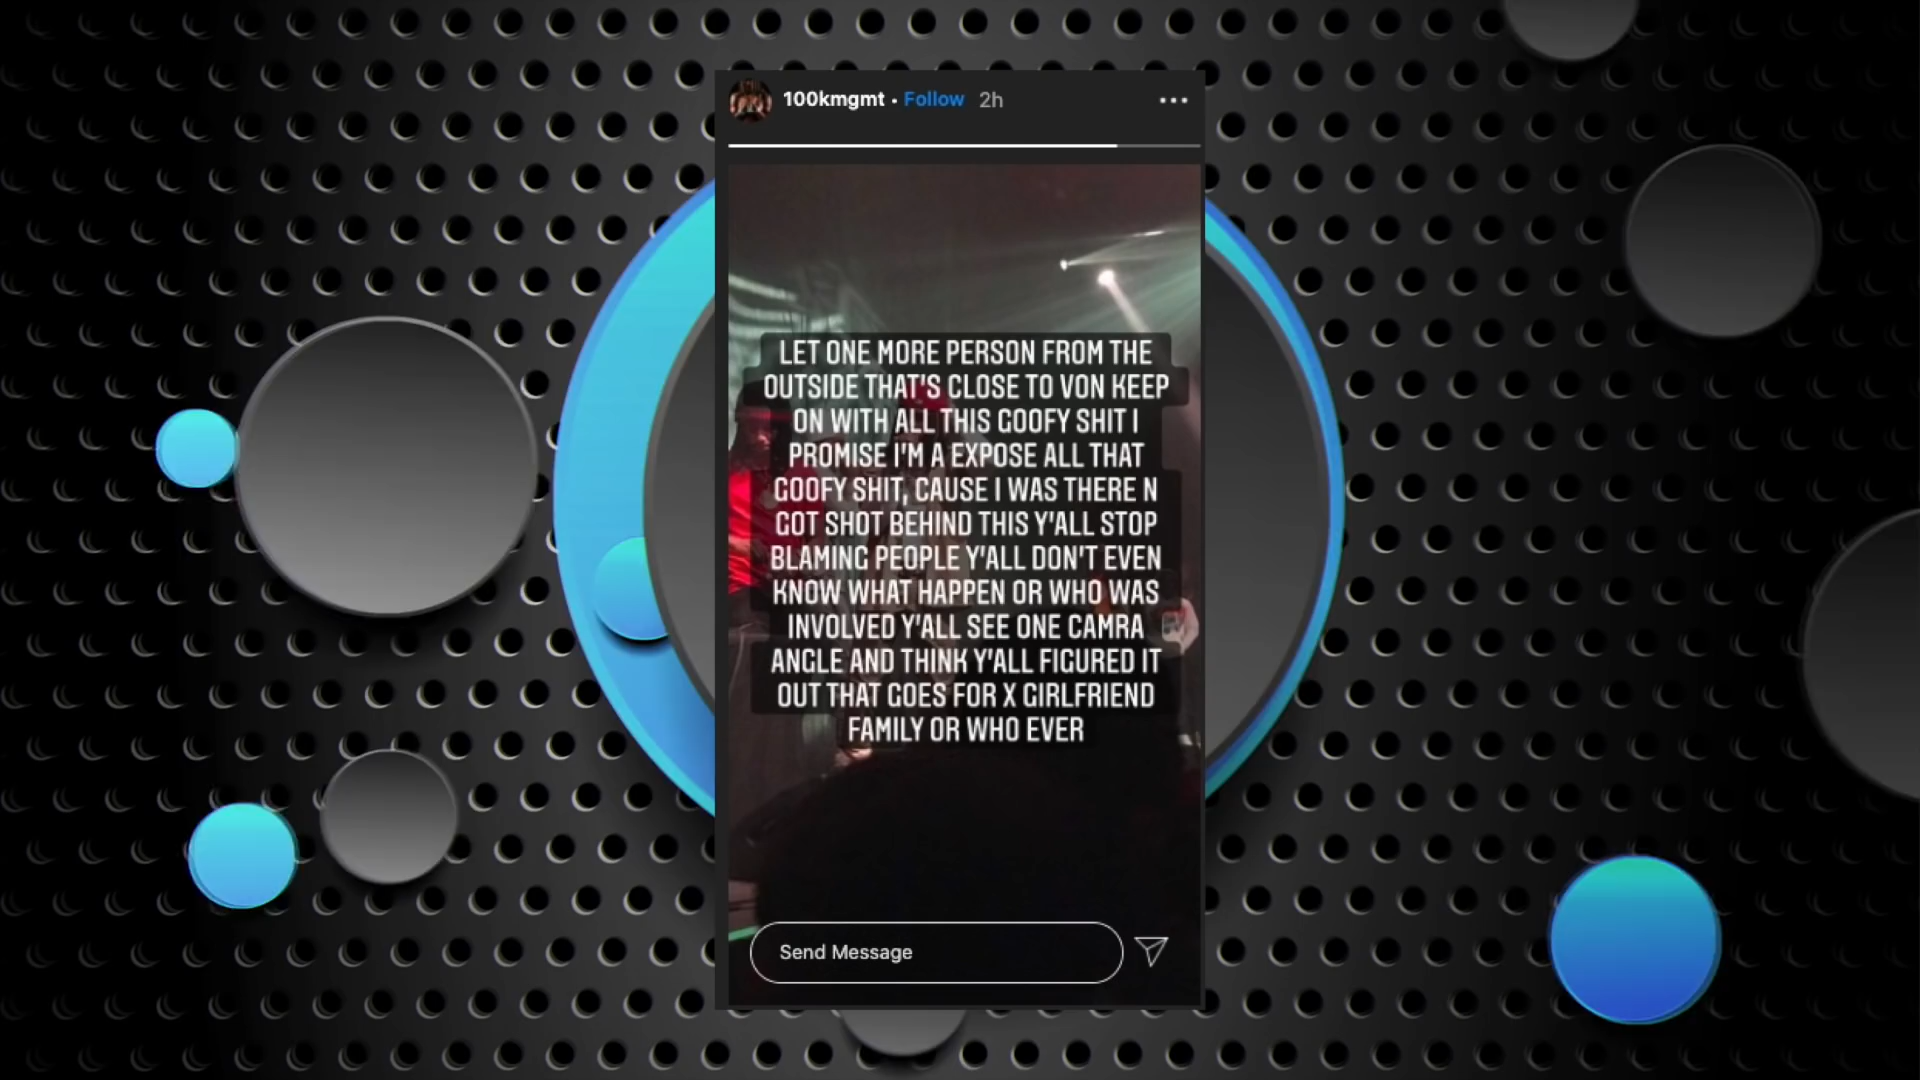 100kmgmt • Follow 2h
LET ONE MORE PERSON FROM THE
OUTSIDE THAT'S CLOSE TO VON KEEP
ON WITH ALL THIS GOOFY SHIT I
PROMISE I'M A EXPOSE ALL THAT
GOOFY SHIT, CAUSE I WAS THERE N
GOT SHOT BEHIND THIS Y'ALL STOP
BLAMING PEOPLE Y'ALL DON'T EVEN
KNOW WHAT HAPPEN OR WHO WAS
INVOLVED Y'ALL SEE ONE CAMRA
ANGLE AND THINK Y'ALL FIGURED IT
OUT THAT GOES FOR X GIRLFRIEND
FAMILY OR WHO EVER
Send Message